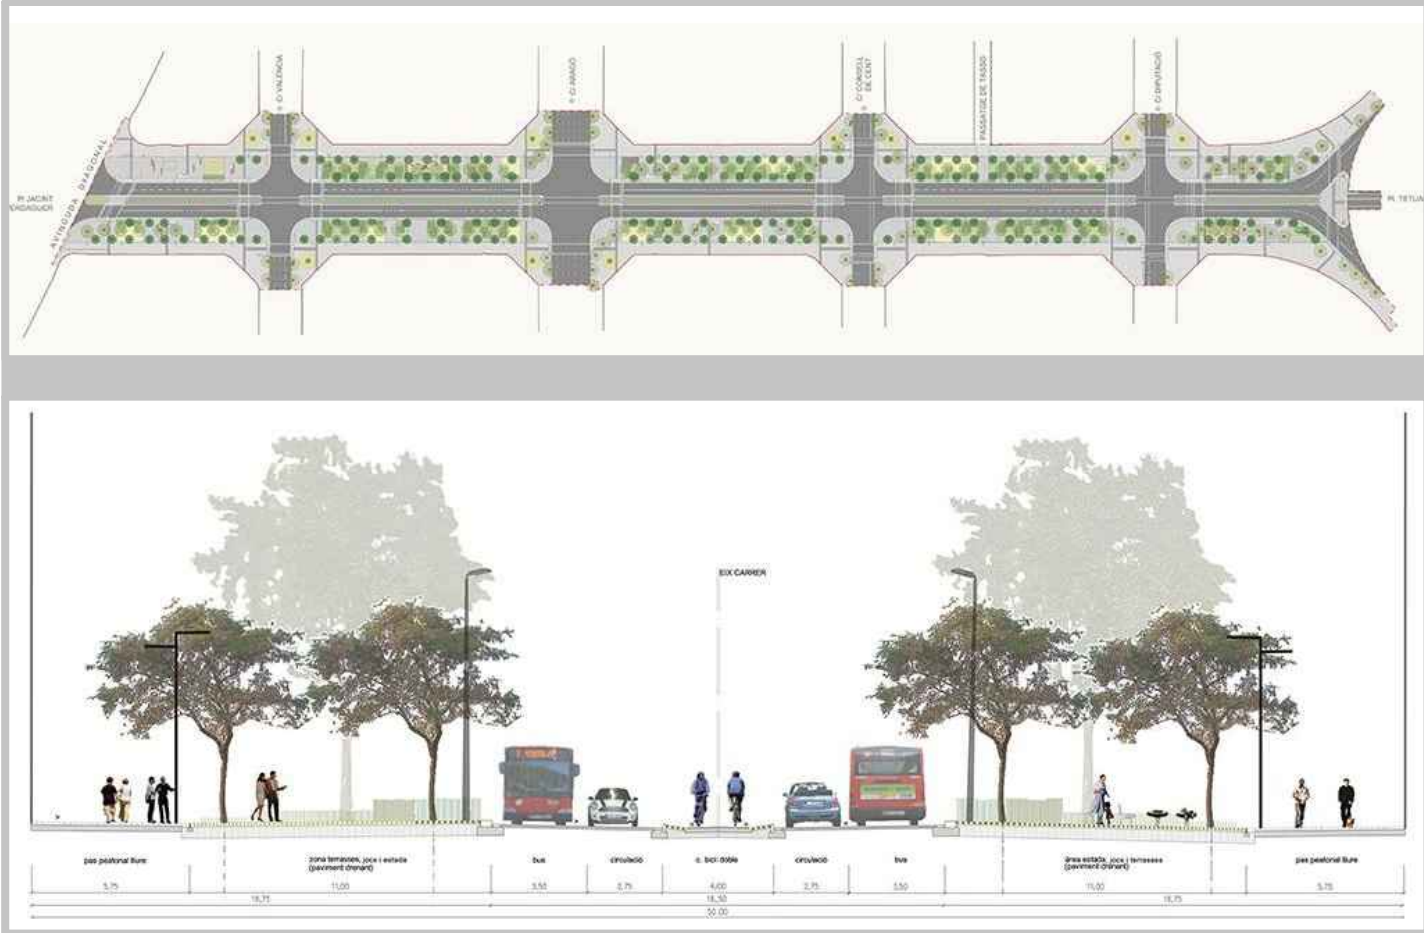 C/ VALÈNCIA
C/ ARAGÓ
C/ CONSELL
DE CENT
PASSATGE DE TASSO
C/ DIPUTACIÓ
AVINGUDA DIAGONAL
Pl JACINT
VERDAGUER
Pl. TETUAN
EIX CARRER
pas peatonal lliure
zona terrasses, jocs i estada
(paviment drenant)
bus
circulació
c. bici doble
circulació
bus
àrea estada, jocs i terrasses
(paviment drenant)
pas peatonal lliure
5,75
11,00
3,50
2,75
4,00
2,75
3,50
11,00
5,75
16,75
16,50
16,75
50,00